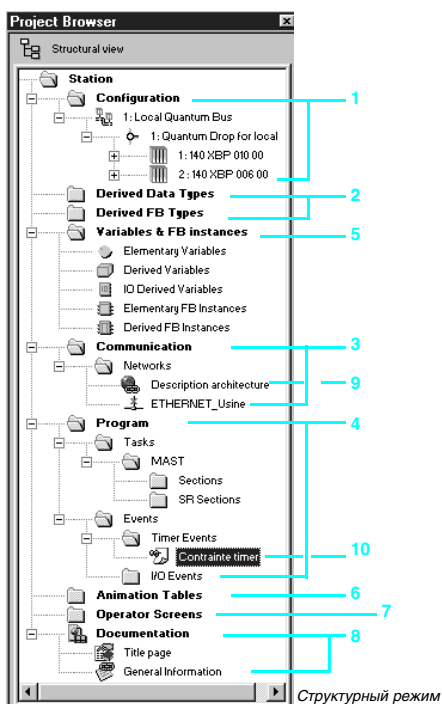 Project Browser
Structural view
Station
Configuration 1
1: Local Quantum Bus
1: Quantum Drop for local
1: 140 XBP 010 00
2 : 140 XBP 006 00
Derived Data Types 2
Derived FB Types
Variables & FB instances 5
Elementary Variables
Derived Variables
IO Derived Variables
Elementary FB Instances
Derived FB Instances
Communication 3
Networks
Description architecture 9
ETHERNET_Usine
Program 4
Tasks
MAST
Sections
SR Sections
Events
Timer Events
Contrainte timer 10
I/O Events
Animation Tables 6
Operator Screens 7
Documentation 8
Title page
General Information
Структурный режим